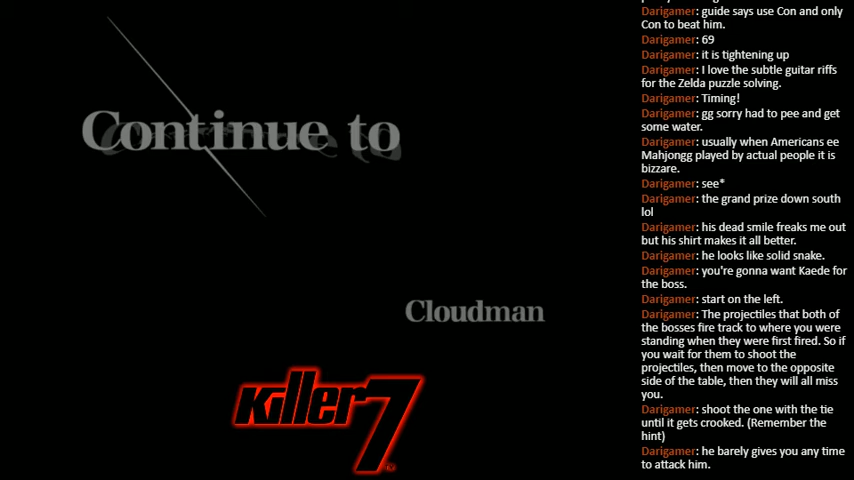 Continue to
Cloudman
killer7
Darigamer: guide says use Con and only
Con to beat him.
Darigamer: 69
Darigamer: it is tightening up
Darigamer: I love the subtle guitar riffs
for the Zelda puzzle solving.
Darigamer: Timing!
Darigamer: gg sorry had to pee and get
some water.
Darigamer: usually when Americans ee
Mahjongg played by actual people it is
bizzare.
Darigamer: see*
Darigamer: the grand prize down south
lol
Darigamer: his dead smile freaks me out
but his shirt makes it all better.
Darigamer: he looks like solid snake.
Darigamer: you're gonna want Kaede for
the boss.
Darigamer: start on the left.
Darigamer: The projectiles that both of
the bosses fire track to where you were
standing when they were first fired. So if
you wait for them to shoot the
projectiles, then move to the opposite
side of the table, then they will all miss
you.
Darigamer: shoot the one with the tie
until it gets crooked. (Remember the
hint)
Darigamer: he barely gives you any time
to attack him.